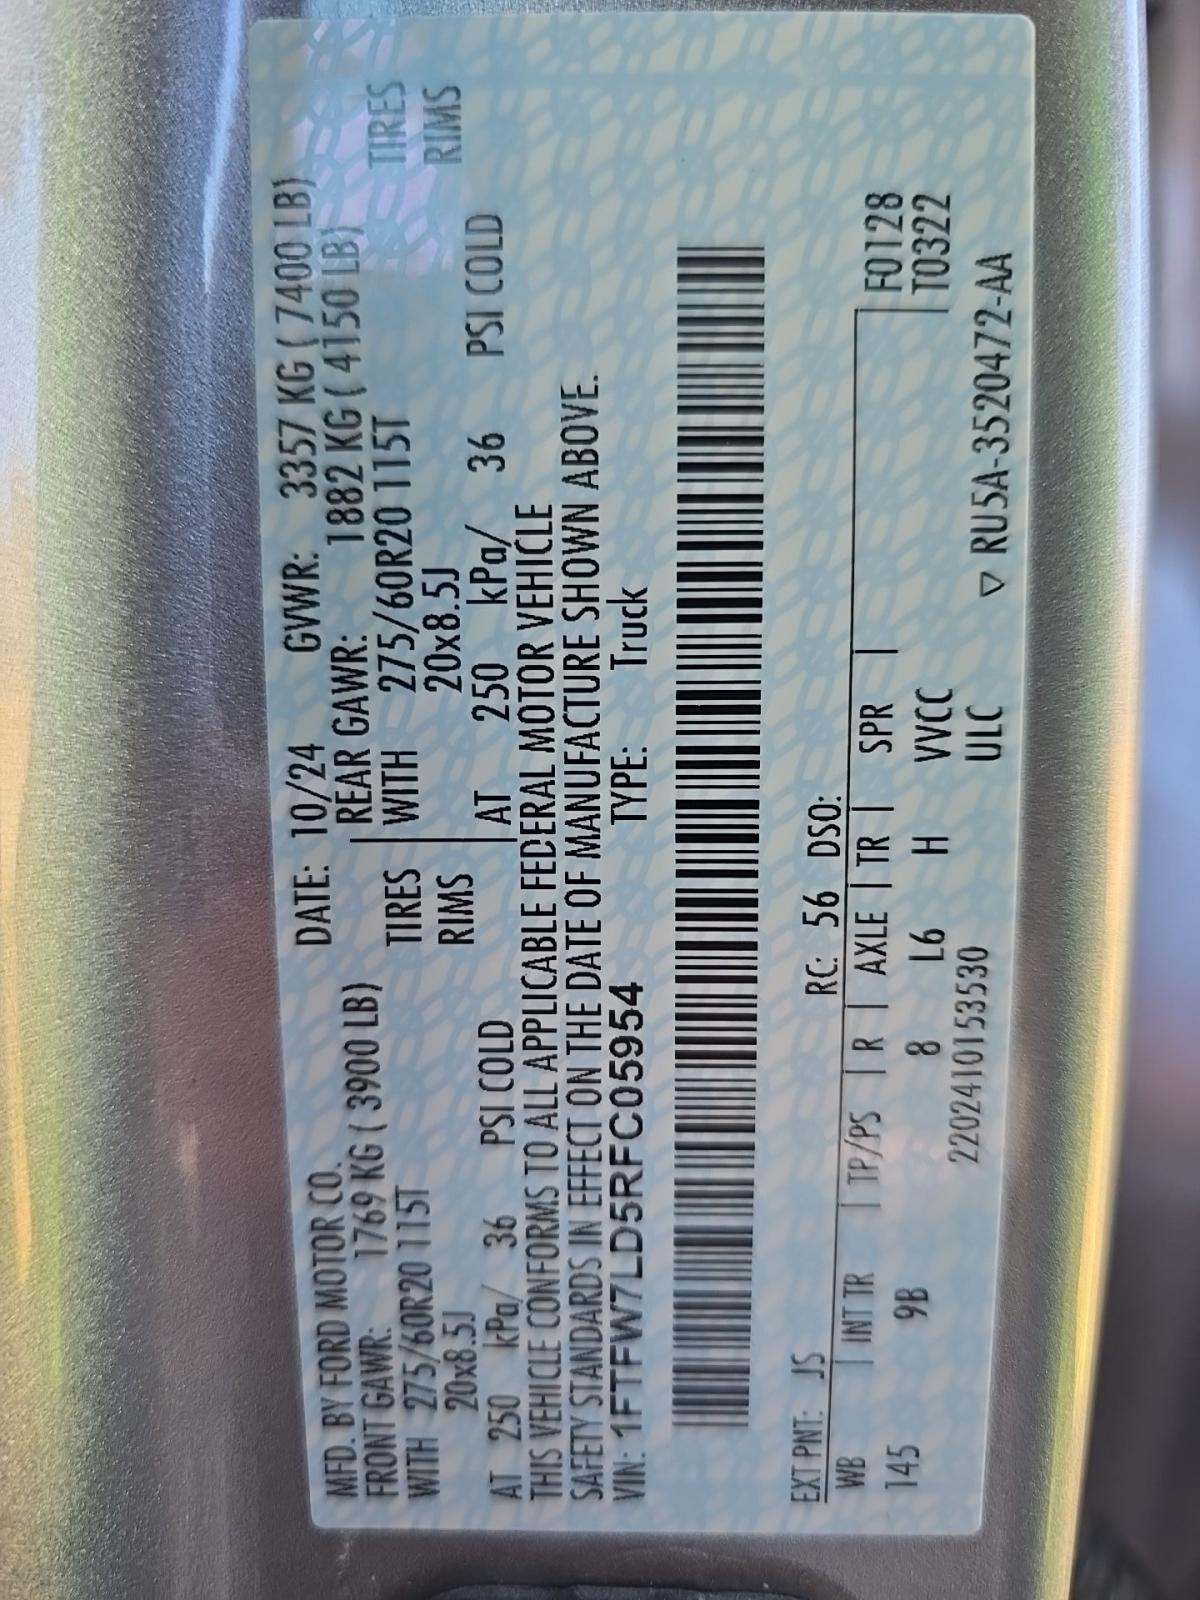 MFD. BY FORD MOTOR CO. DATE: 10/24 GVWR: 3357 KG ( 7400 LB)
FRONT GAWR: 1769 KG ( 3900 LB) REAR GAWR: 1882 KG ( 4150 LB)
WITH 275/60R20 115T TIRES WITH 275/60R20 115T TIRES
20x8.5J RIMS 20x8.5J RIMS
AT 250 kPa/ 36 PSI COLD AT 250 kPa/ 36 PSI COLD
THIS VEHICLE CONFORMS TO ALL APPLICABLE FEDERAL MOTOR VEHICLE
SAFETY STANDARDS IN EFFECT ON THE DATE OF MANUFACTURE SHOWN ABOVE.
VIN: 1FTFW7LD5RFC05954 TYPE: Truck
EXT PNT: JS RC: 56 DSO:
WB | INT TR | TP/PS | R | AXLE | TR | SPR | F0128
145 9B 8 L6 H VVCC T0322
2202410153530 ULC ▽ RU5A-3520472-AA